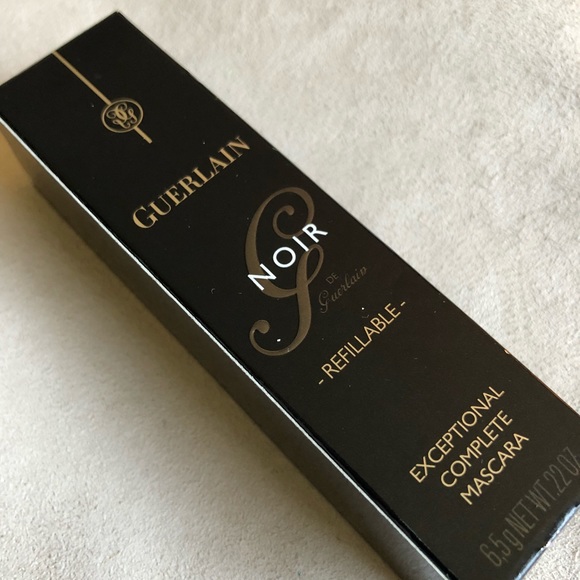 GUERLAIN
G
NOIR
DE
Guerlain
- REFILLABLE -
EXCEPTIONAL
COMPLETE
MASCARA
6.5g NET WT. .22 OZ.